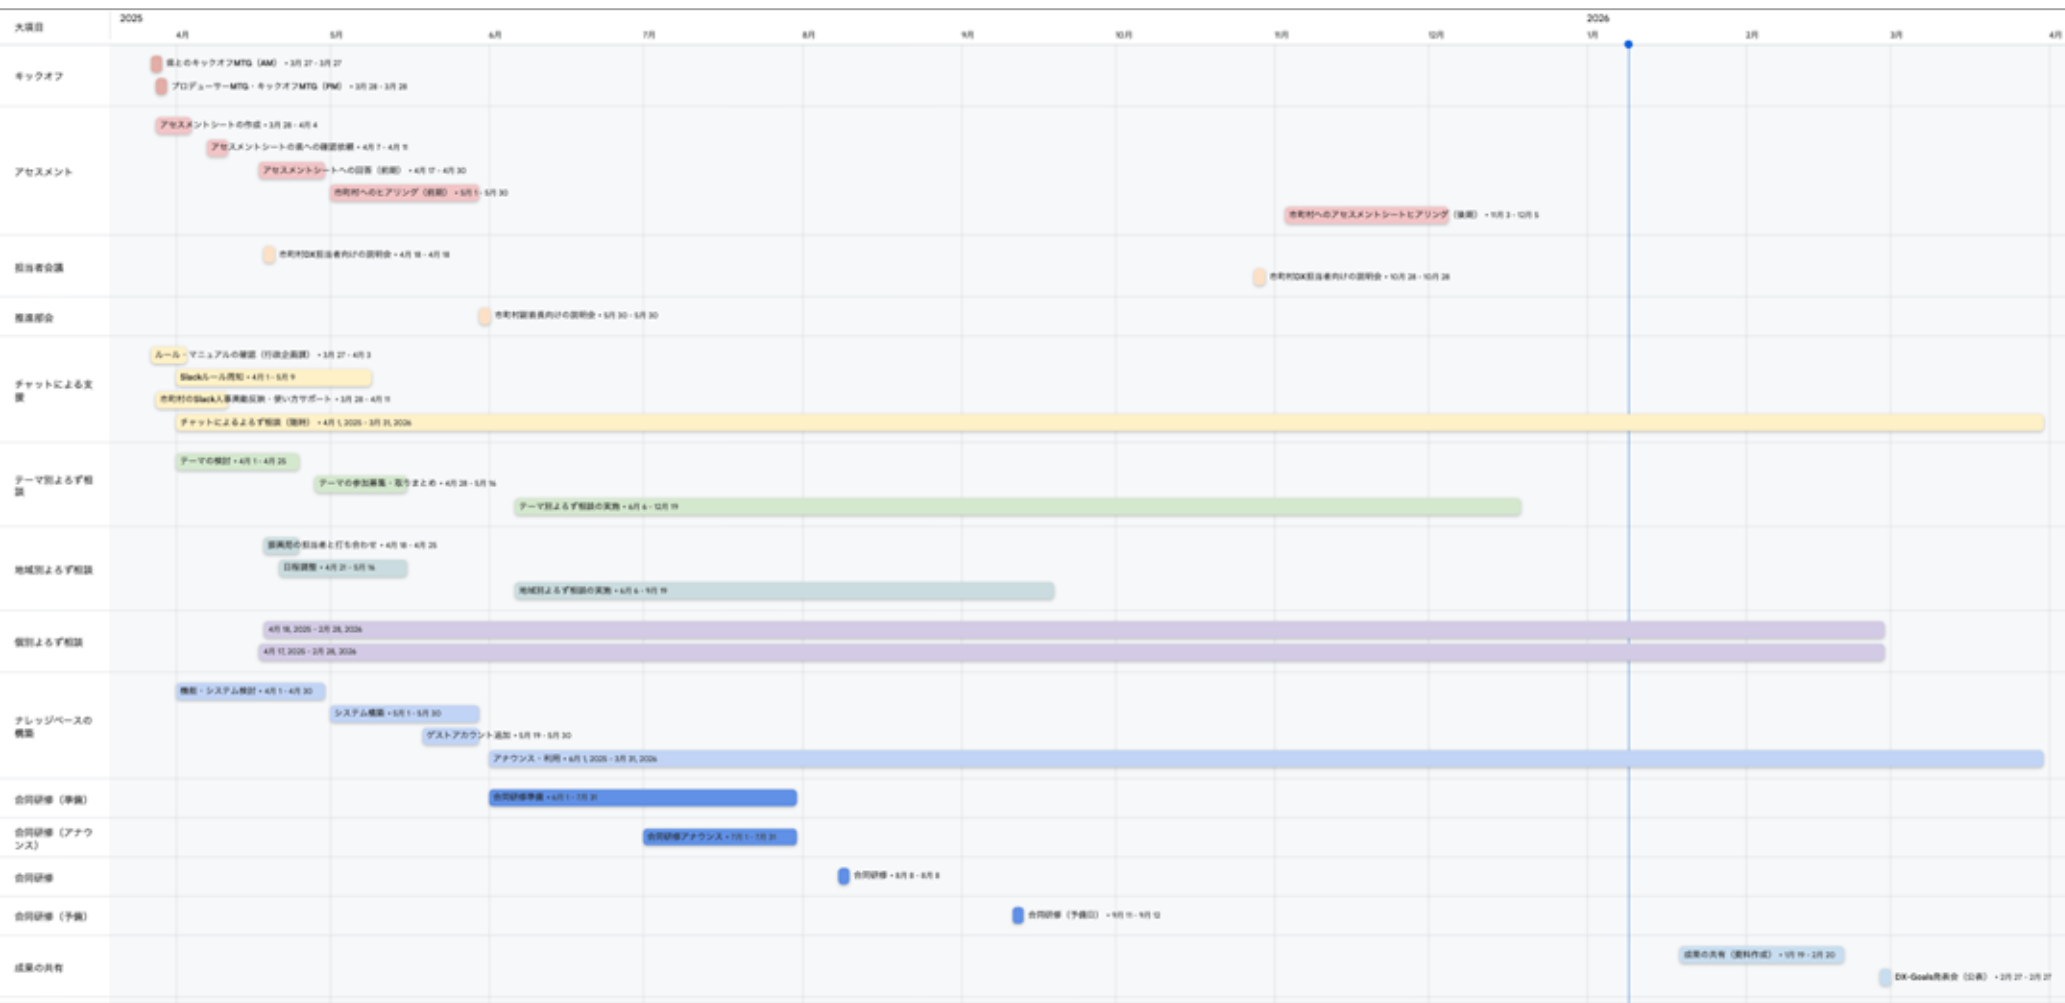 2025
2026
大項目
4月 5月 6月 7月 8月 9月 10月 11月 12月 1月 2月 3月 4月
キックオフ
県とのキックオフMTG（AM） • 3月 27 - 3月 27
プロデューサーMTG・キックオフMTG（PM） • 3月 28 - 3月 28
アセスメント
アセスメントシートの作成 • 3月 28 - 4月 4
アセスメントシートの県への確認依頼 • 4月 7 - 4月 11
アセスメントシートへの回答（前期） • 4月 17 - 4月 30
市町村へのヒアリング（前期） • 5月 1 - 5月 30
市町村へのアセスメントシートヒアリング（後期） • 11月 3 - 12月 5
担当者会議
市町村DX担当者向けの説明会 • 4月 18 - 4月 18
市町村DX担当者向けの説明会 • 10月 28 - 10月 28
推進部会
市町村副首長向けの説明会 • 5月 30 - 5月 30
チャットによる支
援
ルール・マニュアルの確認（行政企画課） • 3月 27 - 4月 3
Slackルール周知 • 4月 1 - 5月 9
市町村のSlack人事異動反映・使い方サポート • 3月 28 - 4月 11
チャットによるよろず相談（随時） • 4月 1, 2025 - 3月 31, 2026
テーマ別よろず相
談
テーマの検討 • 4月 1 - 4月 25
テーマの参加募集・取りまとめ • 4月 28 - 5月 16
テーマ別よろず相談の実施 • 6月 6 - 12月 19
地域別よろず相談
振興局の担当者と打ち合わせ • 4月 18 - 4月 25
日程調整 • 4月 21 - 5月 16
地域別よろず相談の実施 • 6月 6 - 9月 19
個別よろず相談
4月 18, 2025 - 2月 28, 2026
4月 17, 2025 - 2月 28, 2026
ナレッジベースの
構築
機能・システム検討 • 4月 1 - 4月 30
システム構築 • 5月 1 - 5月 30
ゲストアカウント追加 • 5月 19 - 5月 30
アナウンス・利用 • 6月 1, 2025 - 3月 31, 2026
合同研修（準備）
合同研修準備 • 6月 1 - 7月 31
合同研修（アナウ
ンス）
合同研修アナウンス • 7月 1 - 7月 31
合同研修
合同研修 • 8月 8 - 8月 8
合同研修（予備）
合同研修（予備日） • 9月 11 - 9月 12
成果の共有
成果の共有（資料作成） • 1月 19 - 2月 20
DX-Goals発表会（公表） • 2月 27 - 2月 27